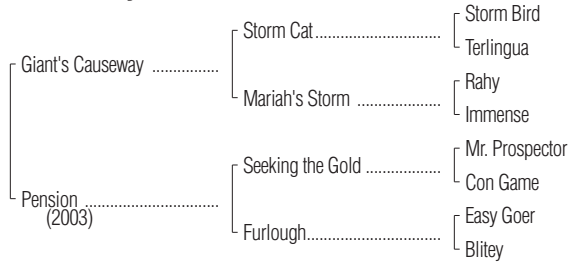 Storm Bird
Storm Cat................................
Terlingua
Giant's Causeway .................
Rahy
Mariah's Storm .....................
Immense
Mr. Prospector
Seeking the Gold ...................
Con Game
Pension ..................................
(2003)
Easy Goer
Furlough..................................
Blitey